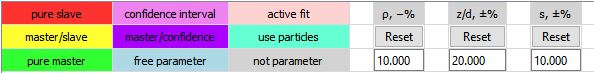 pure slave confidence interval active fit ρ, −% z/d, ±% s, ±%
master/slave master/confidence use particles Reset Reset Reset
pure master free parameter not parameter 10.000 20.000 10.000